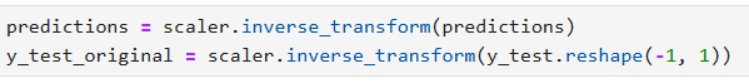 predictions = scaler.inverse_transform(predictions)
y_test_original = scaler.inverse_transform(y_test.reshape(-1, 1))